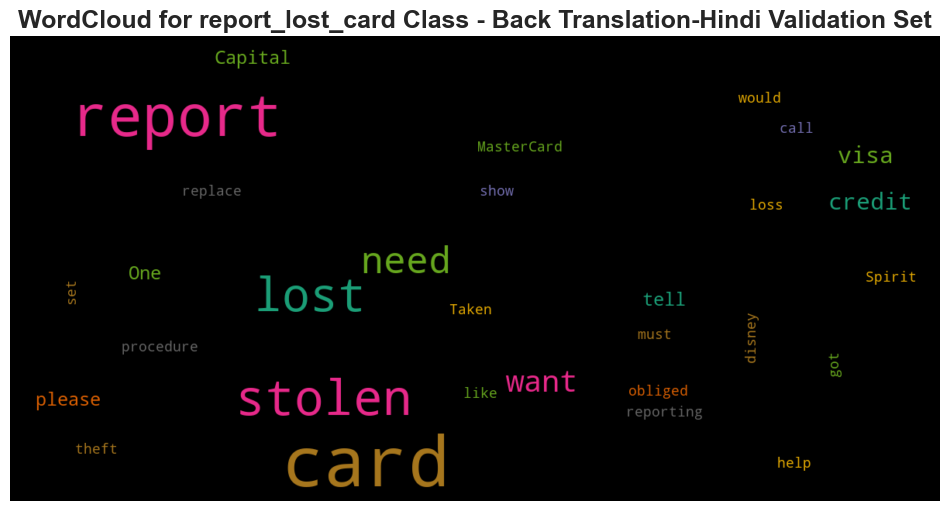 WordCloud for report_lost_card Class - Back Translation-Hindi Validation Set
Capital
would
report
call
MasterCard
visa
replace
show
loss
credit
need
One
Spirit
set
lost
Taken
tell
must
disney
procedure
got
want
please
stolen
like
obliged
reporting
theft
card
help